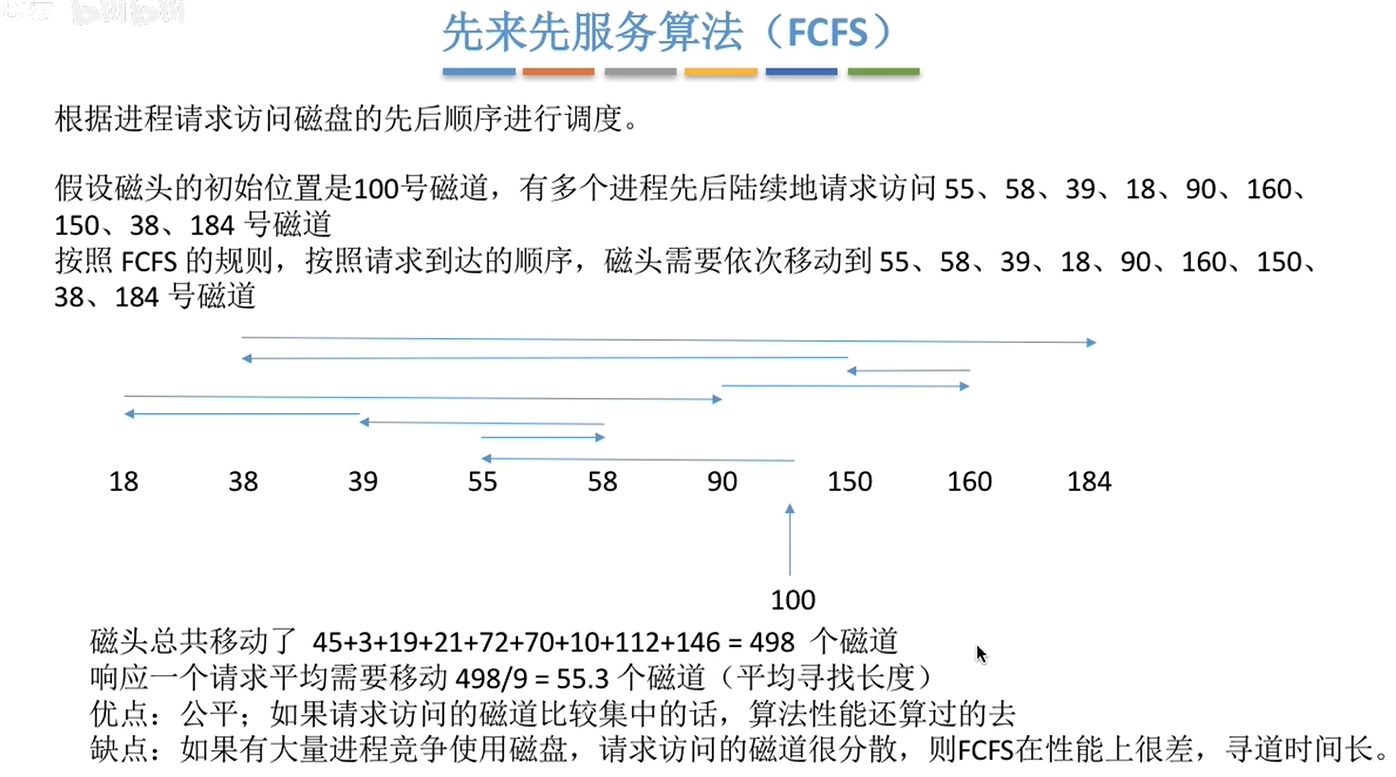 先来先服务算法（FCFS）
根据进程请求访问磁盘的先后顺序进行调度。
假设磁头的初始位置是100号磁道，有多个进程先后陆续地请求访问 55、58、39、18、90、160、
150、38、184 号磁道
按照 FCFS 的规则，按照请求到达的顺序，磁头需要依次移动到 55、58、39、18、90、160、150、
38、184 号磁道
18 38 39 55 58 90 150 160 184
100
磁头总共移动了 45+3+19+21+72+70+10+112+146 = 498 个磁道
响应一个请求平均需要移动 498/9 = 55.3 个磁道（平均寻找长度）
优点：公平；如果请求访问的磁道比较集中的话，算法性能还算过的去
缺点：如果有大量进程竞争使用磁盘，请求访问的磁道很分散，则FCFS在性能上很差，寻道时间长。